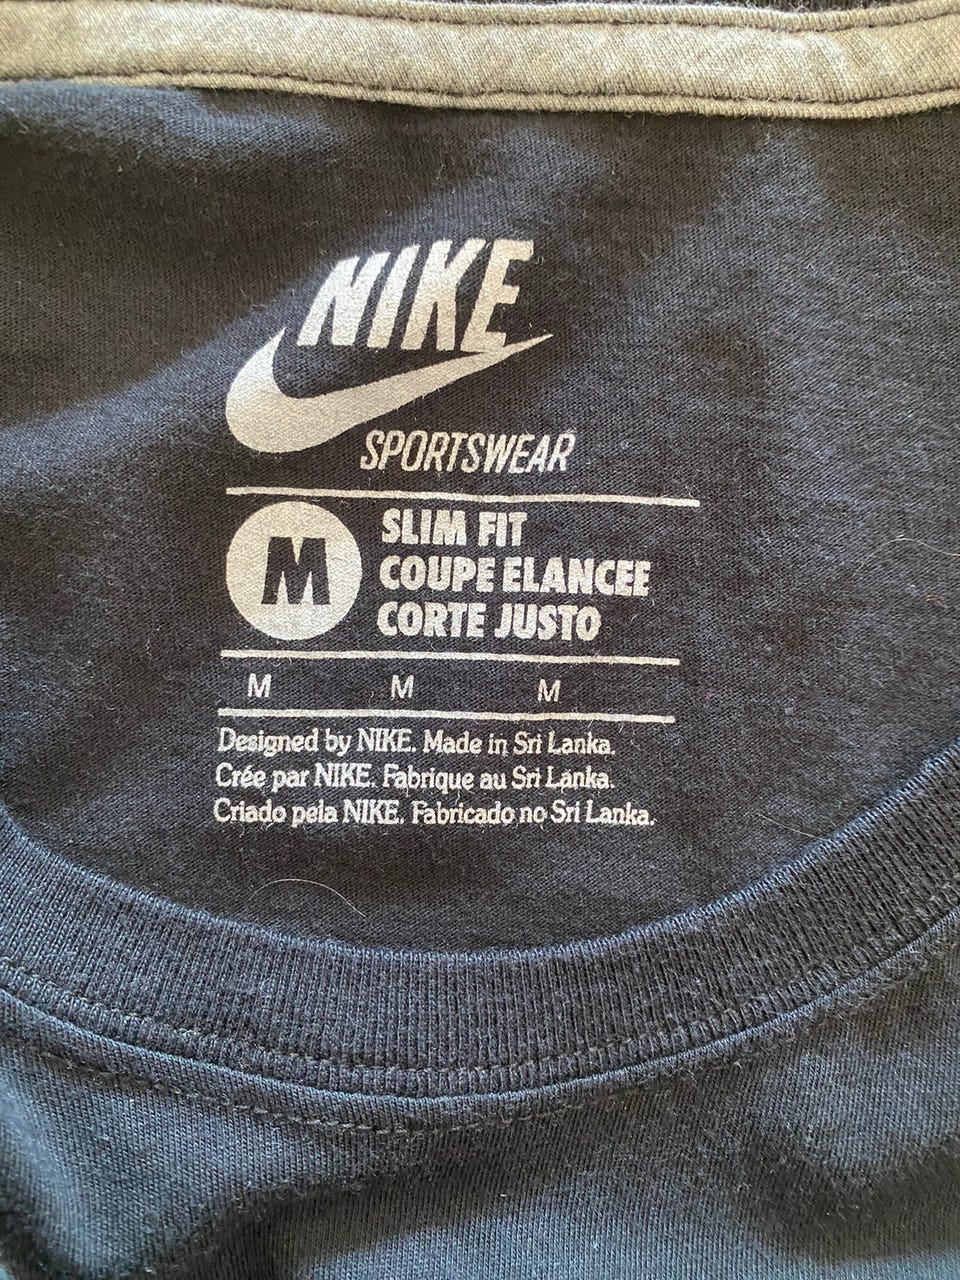 NIKE
SPORTSWEAR
M
SLIM FIT
COUPE ELANCEE
CORTE JUSTO
M M M
Designed by NIKE. Made in Sri Lanka.
Crée par NIKE. Fabrique au Sri Lanka.
Criado pela NIKE. Fabricado no Sri Lanka.